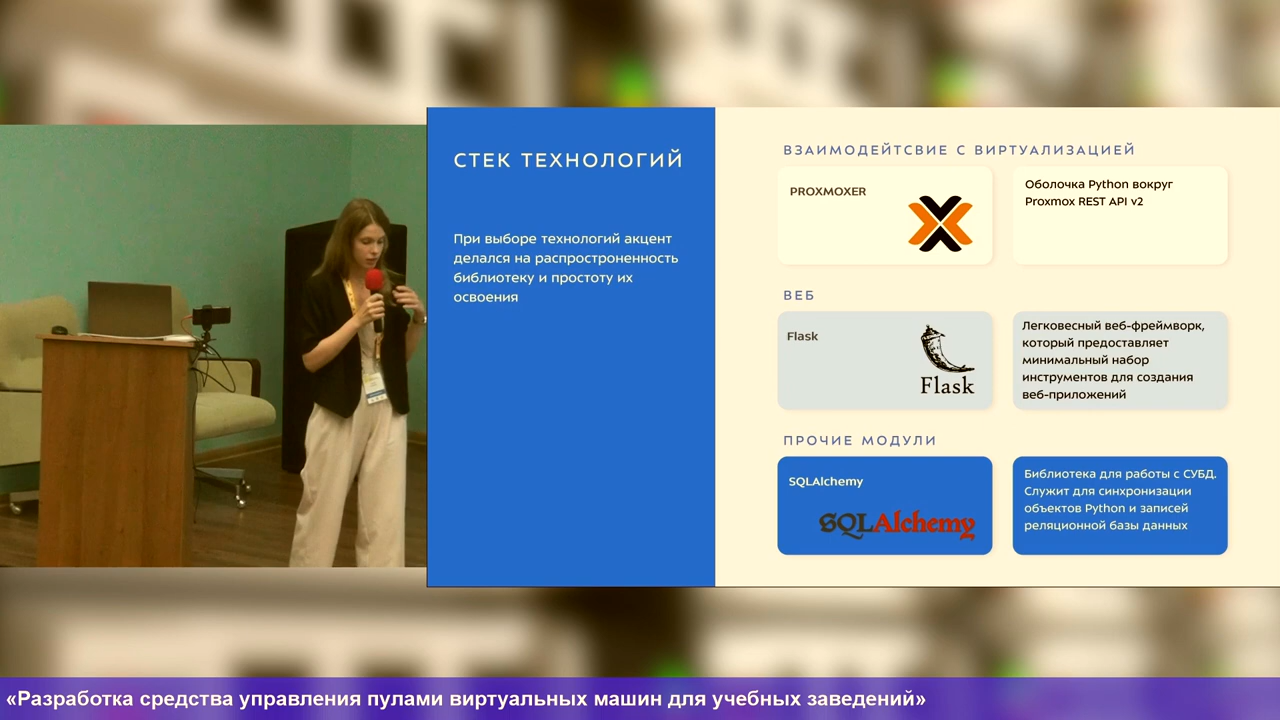 СТЕК ТЕХНОЛОГИЙ
При выборе технологий акцент
делался на распростроненность
библиотеку и простоту их
освоения
ВЗАИМОДЕЙТСВИЕ С ВИРТУАЛИЗАЦИЕЙ
PROXMOXER
Оболочка Python вокруг
Proxmox REST API v2
ВЕБ
Flask
Flask
Легковесный веб-фреймворк,
который предоставляет
минимальный набор
инструментов для создания
веб-приложений
ПРОЧИЕ МОДУЛИ
SQLAlchemy
SQLAlchemy
Библиотека для работы с СУБД.
Служит для синхронизации
объектов Python и записей
реляционной базы данных
«Разработка средства управления пулами виртуальных машин для учебных заведений»